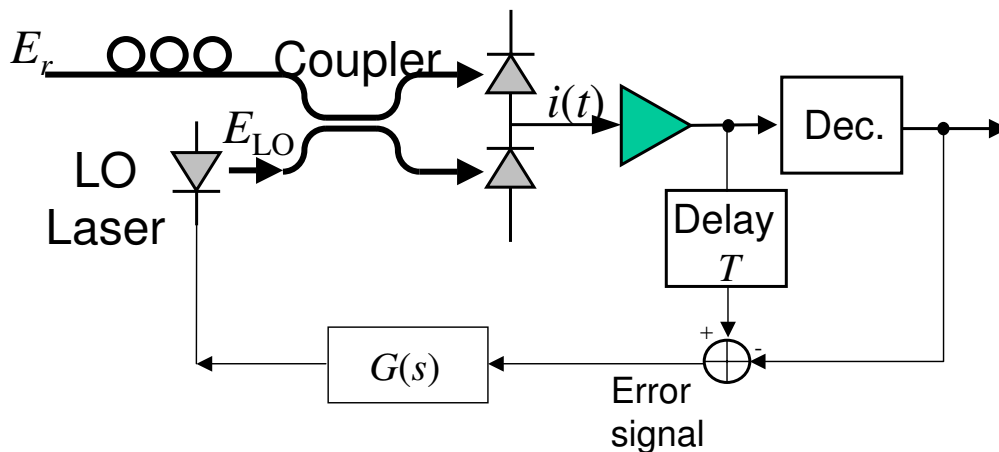 E_r
Coupler
E_LO
LO
Laser
i(t)
Dec.
Delay
T
+
-
G(s)
Error
signal